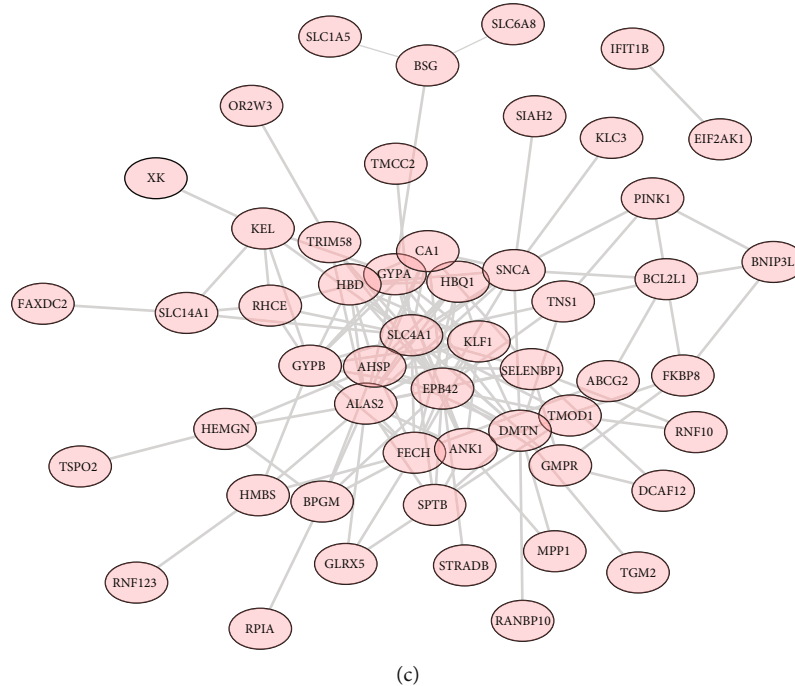 SLC1A5
SLC6A8
IFIT1B
BSG
OR2W3
SIAH2
KLC3
EIF2AK1
TMCC2
XK
PINK1
KEL
TRIM58
CA1
GYPA
SNCA
BNIP3L
HBD
HBQ1
BCL2L1
FAXDC2
SLC14A1
RHCE
TNS1
SLC4A1
KLF1
GYPB
AHSP
SELENBP1
ABCG2
FKBP8
EPB42
ALAS2
TMOD1
HEMGN
DMTN
RNF10
FECH
ANK1
TSPO2
GMPR
HMBS
BPGM
SPTB
DCAF12
GLRX5
STRADB
MPP1
RNF123
TGM2
RPIA
RANBP10
(c)